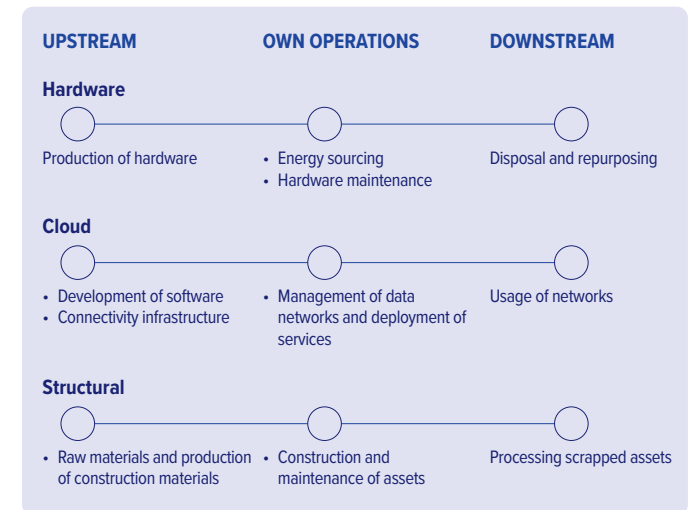 UPSTREAM OWN OPERATIONS DOWNSTREAM
Hardware
Production of hardware
• Energy sourcing
• Hardware maintenance
Disposal and repurposing
Cloud
• Development of software
• Connectivity infrastructure
• Management of data
networks and deployment of
services
Usage of networks
Structural
• Raw materials and production
of construction materials
• Construction and
maintenance of assets
Processing scrapped assets